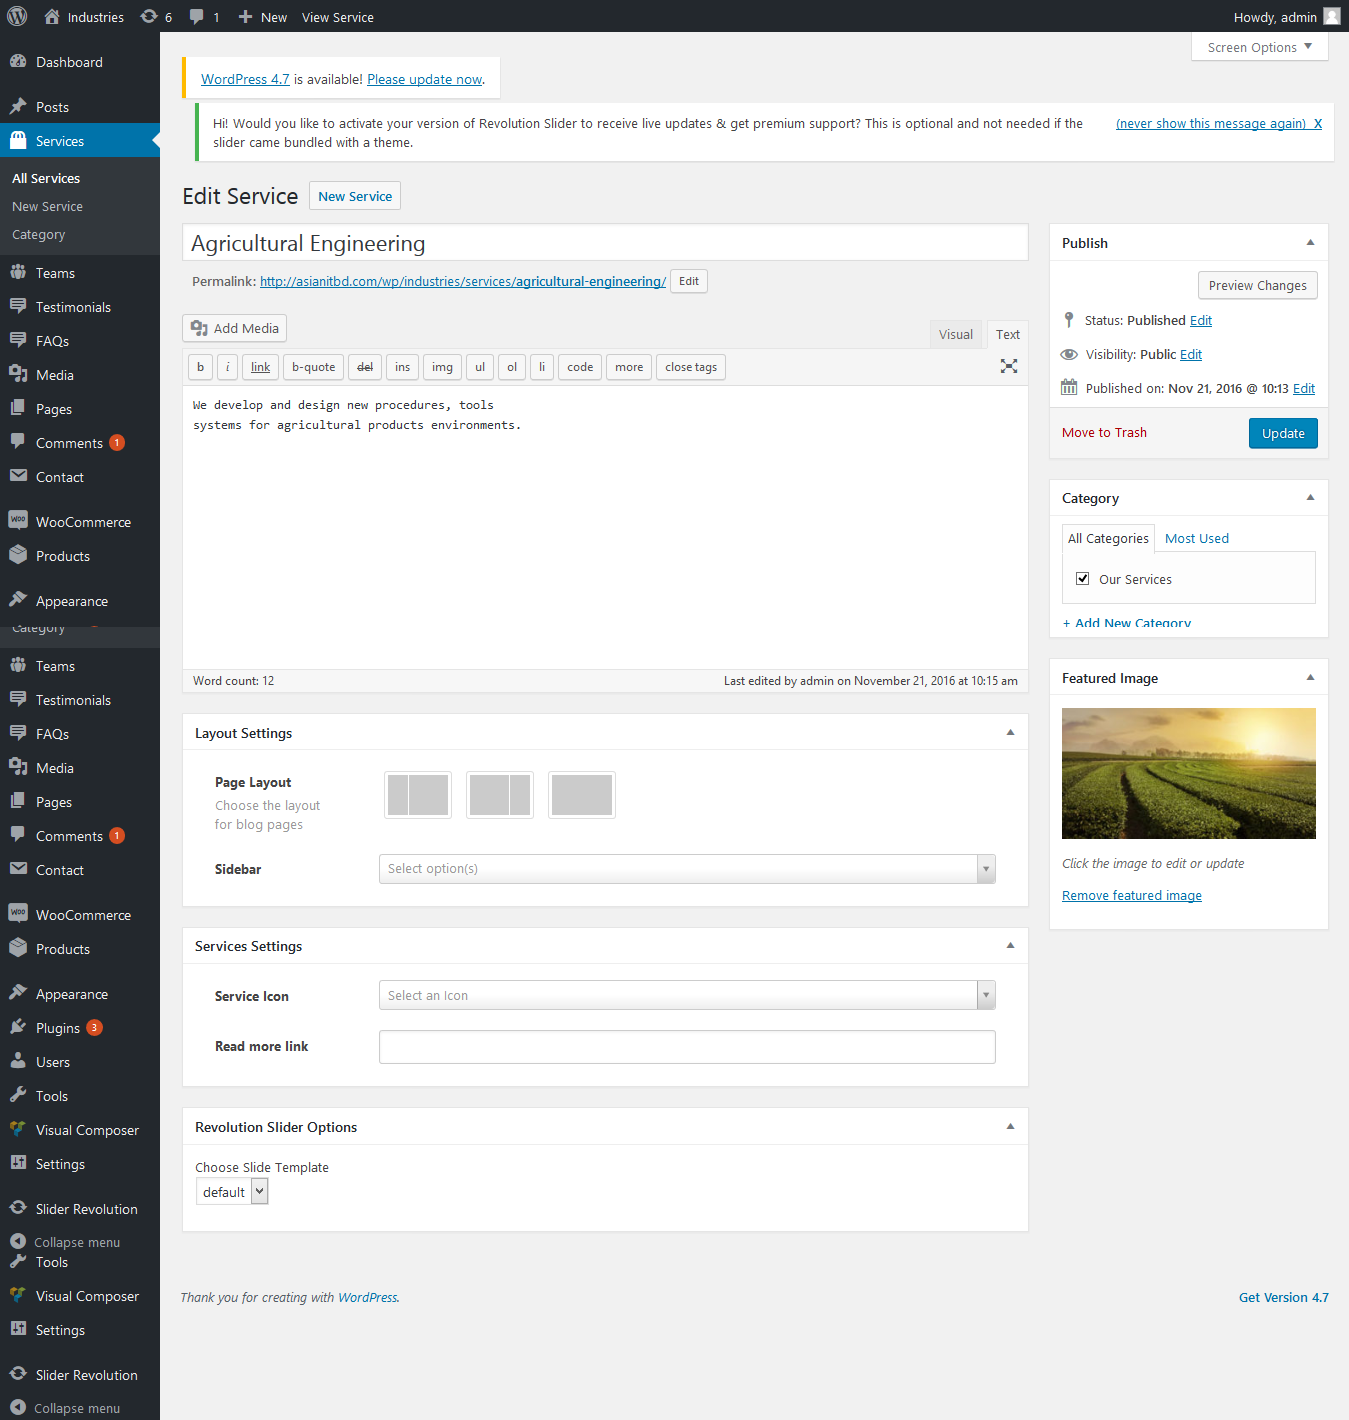 Industries 6 1 New View Service Howdy, admin
Screen Options
Dashboard
Posts
Services
All Services
New Service
Category
Teams
Testimonials
FAQs
Media
Pages
Comments 1
Contact
WooCommerce
Products
Appearance
Category
Teams
Testimonials
FAQs
Media
Pages
Comments 1
Contact
WooCommerce
Products
Appearance
Plugins 3
Users
Tools
Visual Composer
Settings
Slider Revolution
Collapse menu
Tools
Visual Composer
Settings
Slider Revolution
Collapse menu
WordPress 4.7 is available! Please update now.
Hi! Would you like to activate your version of Revolution Slider to receive live updates & get premium support? This is optional and not needed if the
slider came bundled with a theme.
(never show this message again) X
Edit Service New Service
Agricultural Engineering
Permalink: http://asianitbd.com/wp/industries/services/agricultural-engineering/ Edit
Add Media
Visual Text
b i link b-quote del ins img ul ol li code more close tags
We develop and design new procedures, tools
systems for agricultural products environments.
Word count: 12 Last edited by admin on November 21, 2016 at 10:15 am
Layout Settings
Page Layout
Choose the layout
for blog pages
Sidebar Select option(s)
Services Settings
Service Icon Select an Icon
Read more link
Revolution Slider Options
Choose Slide Template
default
Publish
Preview Changes
Status: Published Edit
Visibility: Public Edit
Published on: Nov 21, 2016 @ 10:13 Edit
Move to Trash Update
Category
All Categories Most Used
Our Services
+ Add New Category
Featured Image
Click the image to edit or update
Remove featured image
Thank you for creating with WordPress. Get Version 4.7
WOO
WOO